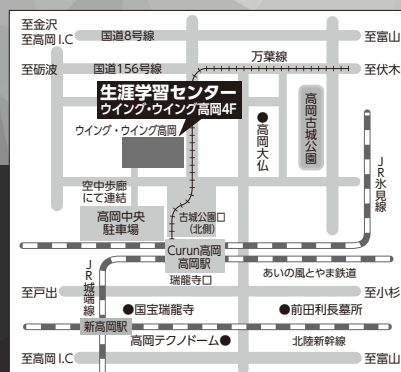 至金沢
至高岡I.C
国道8号線
至富山
万葉線
至砺波
国道156号線
至伏木
生涯学習センター
ウイング・ウイング高岡4F
ウイング・ウイング高岡
●高岡大仏
高岡古城公園
JR氷見線
空中歩廊
にて連結
高岡中央
駐車場
古城公園口
(北側)
Curun高岡
高岡駅
あいの風とやま鉄道
瑞龍寺口
JR城端線
至戸出
至小杉
●国宝瑞龍寺
●前田利長墓所
新高岡駅
高岡テクノドーム●
北陸新幹線
至高岡I.C
至富山